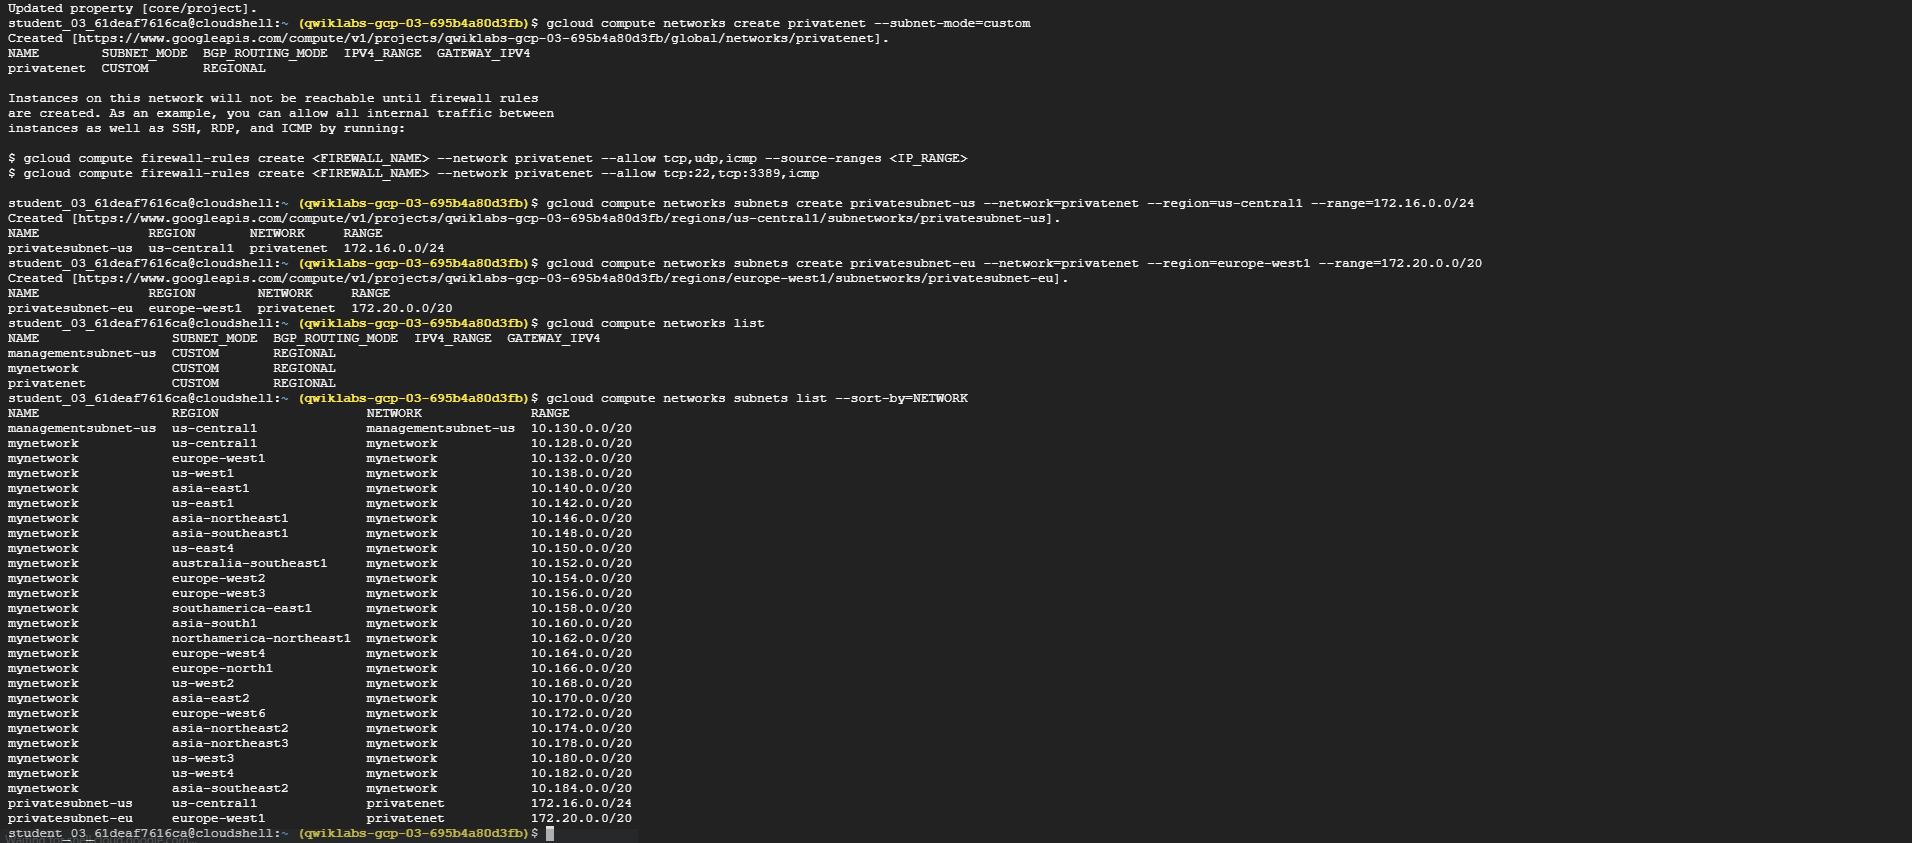 Updated property [core/project].
student_03_61deaf7616ca@cloudshell:~ (qwiklabs-gcp-03-695b4a80d3fb)$ gcloud compute networks create privatenet --subnet-mode=custom
Created [https://www.googleapis.com/compute/v1/projects/qwiklabs-gcp-03-695b4a80d3fb/global/networks/privatenet].
NAME        SUBNET_MODE  BGP_ROUTING_MODE  IPV4_RANGE  GATEWAY_IPV4
privatenet  CUSTOM       REGIONAL
Instances on this network will not be reachable until firewall rules
are created. As an example, you can allow all internal traffic between
instances as well as SSH, RDP, and ICMP by running:
$ gcloud compute firewall-rules create <FIREWALL_NAME> --network privatenet --allow tcp,udp,icmp --source-ranges <IP_RANGE>
$ gcloud compute firewall-rules create <FIREWALL_NAME> --network privatenet --allow tcp:22,tcp:3389,icmp
student_03_61deaf7616ca@cloudshell:~ (qwiklabs-gcp-03-695b4a80d3fb)$ gcloud compute networks subnets create privatesubnet-us --network=privatenet --region=us-central1 --range=172.16.0.0/24
Created [https://www.googleapis.com/compute/v1/projects/qwiklabs-gcp-03-695b4a80d3fb/regions/us-central1/subnetworks/privatesubnet-us].
NAME              REGION       NETWORK     RANGE
privatesubnet-us  us-central1  privatenet  172.16.0.0/24
student_03_61deaf7616ca@cloudshell:~ (qwiklabs-gcp-03-695b4a80d3fb)$ gcloud compute networks subnets create privatesubnet-eu --network=privatenet --region=europe-west1 --range=172.20.0.0/20
Created [https://www.googleapis.com/compute/v1/projects/qwiklabs-gcp-03-695b4a80d3fb/regions/europe-west1/subnetworks/privatesubnet-eu].
NAME              REGION        NETWORK     RANGE
privatesubnet-eu  europe-west1  privatenet  172.20.0.0/20
student_03_61deaf7616ca@cloudshell:~ (qwiklabs-gcp-03-695b4a80d3fb)$ gcloud compute networks list
NAME                 SUBNET_MODE  BGP_ROUTING_MODE  IPV4_RANGE  GATEWAY_IPV4
managementsubnet-us  CUSTOM       REGIONAL
mynetwork            CUSTOM       REGIONAL
privatenet           CUSTOM       REGIONAL
student_03_61deaf7616ca@cloudshell:~ (qwiklabs-gcp-03-695b4a80d3fb)$ gcloud compute networks subnets list --sort-by=NETWORK
NAME                 REGION                   NETWORK              RANGE
managementsubnet-us  us-central1              managementsubnet-us  10.130.0.0/20
mynetwork            us-central1              mynetwork            10.128.0.0/20
mynetwork            europe-west1             mynetwork            10.132.0.0/20
mynetwork            us-west1                 mynetwork            10.138.0.0/20
mynetwork            asia-east1               mynetwork            10.140.0.0/20
mynetwork            us-east1                 mynetwork            10.142.0.0/20
mynetwork            asia-northeast1          mynetwork            10.146.0.0/20
mynetwork            asia-southeast1          mynetwork            10.148.0.0/20
mynetwork            us-east4                 mynetwork            10.150.0.0/20
mynetwork            australia-southeast1     mynetwork            10.152.0.0/20
mynetwork            europe-west2             mynetwork            10.154.0.0/20
mynetwork            europe-west3             mynetwork            10.156.0.0/20
mynetwork            southamerica-east1       mynetwork            10.158.0.0/20
mynetwork            asia-south1              mynetwork            10.160.0.0/20
mynetwork            northamerica-northeast1  mynetwork            10.162.0.0/20
mynetwork            europe-west4             mynetwork            10.164.0.0/20
mynetwork            europe-north1            mynetwork            10.166.0.0/20
mynetwork            us-west2                 mynetwork            10.168.0.0/20
mynetwork            asia-east2               mynetwork            10.170.0.0/20
mynetwork            europe-west6             mynetwork            10.172.0.0/20
mynetwork            asia-northeast2          mynetwork            10.174.0.0/20
mynetwork            asia-northeast3          mynetwork            10.178.0.0/20
mynetwork            us-west3                 mynetwork            10.180.0.0/20
mynetwork            us-west4                 mynetwork            10.182.0.0/20
mynetwork            asia-southeast2          mynetwork            10.184.0.0/20
privatesubnet-us     us-central1              privatenet           172.16.0.0/24
privatesubnet-eu     europe-west1             privatenet           172.20.0.0/20
student_03_61deaf7616ca@cloudshell:~ (qwiklabs-gcp-03-695b4a80d3fb)$